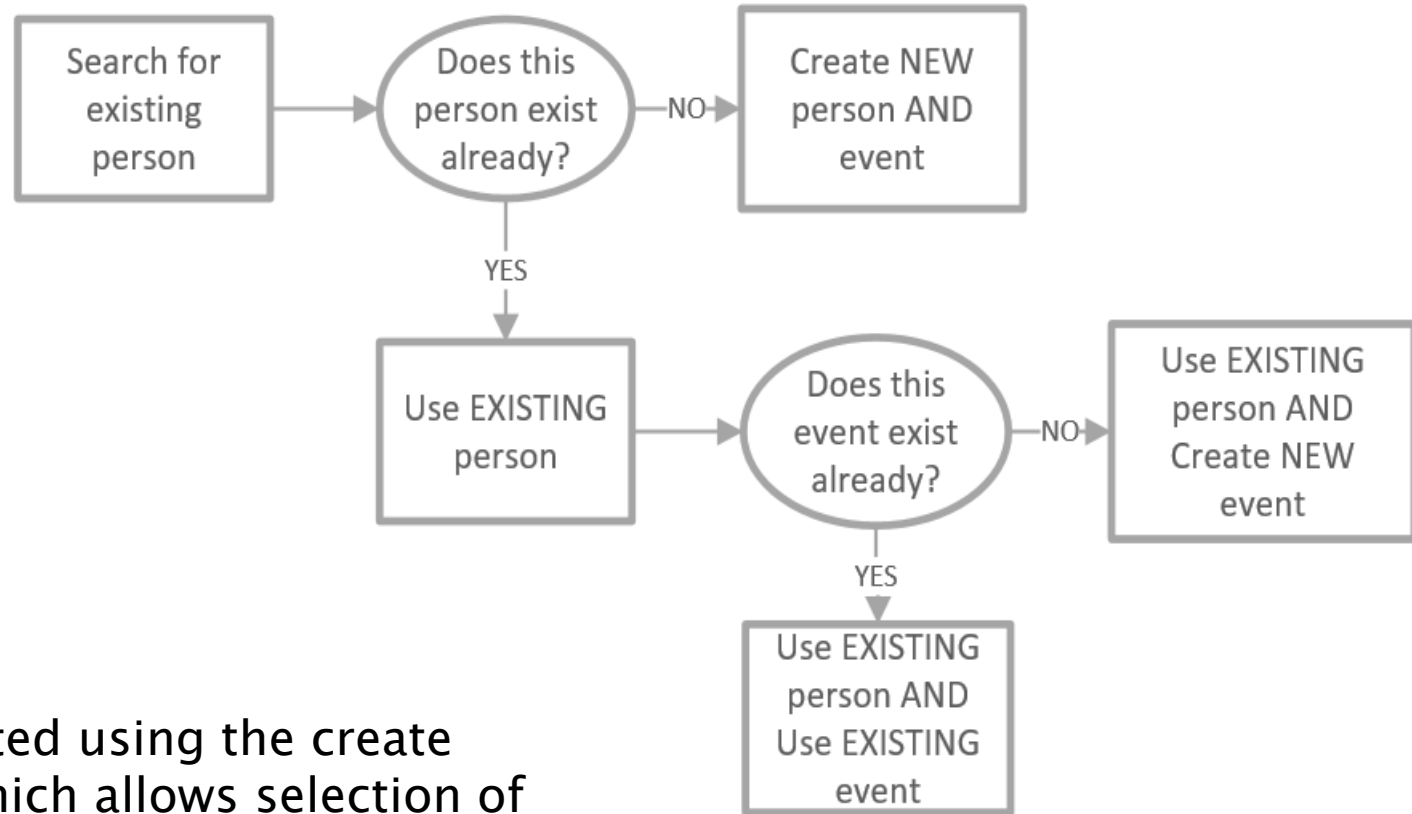 Search for
existing
person
Does this
person exist
already?
NO
Create NEW
person AND
event
YES
Use EXISTING
person
Does this
event exist
already?
NO
Use EXISTING
person AND
Create NEW
event
YES
Use EXISTING
person AND
Use EXISTING
event
ted using the create
hich allows selection of